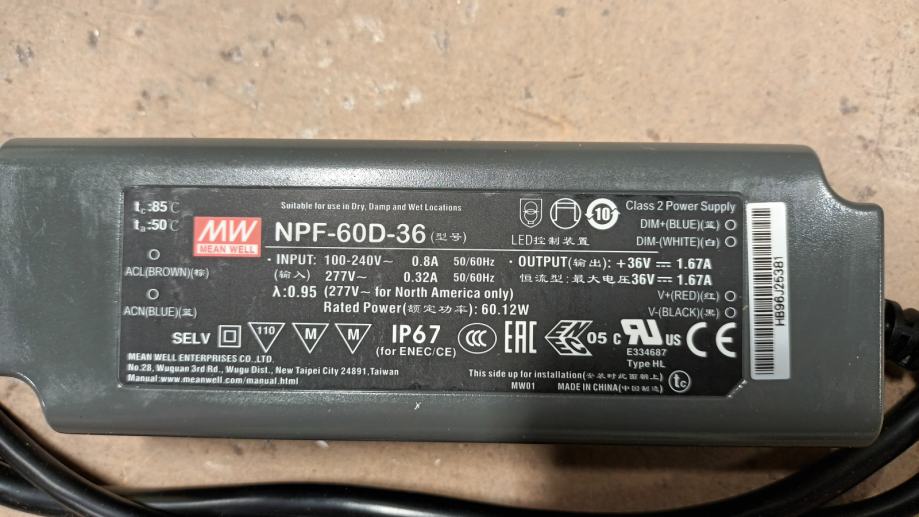 tc:85℃
ta:50℃
MW
MEAN WELL
Suitable for use in Dry, Damp and Wet Locations
NPF-60D-36 (型号)
LED控制装置
10
Class 2 Power Supply
DIM+(BLUE)(蓝)
DIM-(WHITE)(白)
ACL(BROWN)(棕)
ACN(BLUE)(蓝)
· INPUT: 100-240V~ 0.8A 50/60Hz
(输入) 277V~ 0.32A 50/60Hz
λ:0.95 (277V~ for North America only)
Rated Power(额定功率): 60.12W
· OUTPUT(输出): +36V ⎓ 1.67A
恒流型: 最大电压36V ⎓ 1.67A
V+(RED)(红)
V-(BLACK)(黑)
SELV
110
M
M
IP67
(for ENEC/CE)
CCC
EAC
05
c RU US
E334687
Type HL
CE
MEAN WELL ENTERPRISES CO.,LTD.
No.28, Wuquan 3rd Rd., Wugu Dist., New Taipei City 24891,Taiwan
Manual:www.meanwell.com/manual.html
This side up for installation(安装时此面朝上)
MW01 MADE IN CHINA(中国制造)
tc
HB96J25381